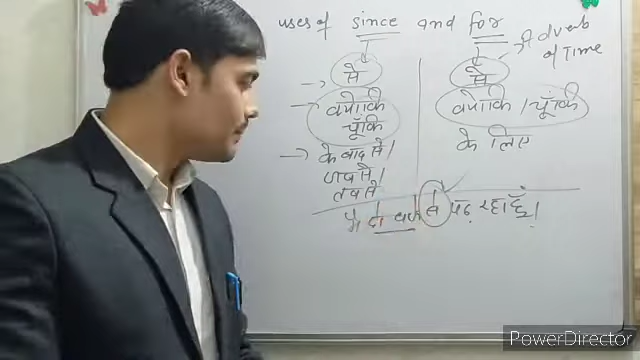 uses of since and for
Adverb
of Time
से
से
क्योंकि
चूँकि
क्योंकि / चूँकि
के बाद से /
जब से /
तब से
के लिए
मैं दो वर्ष से पढ़ रहा हूँ।
PowerDirector